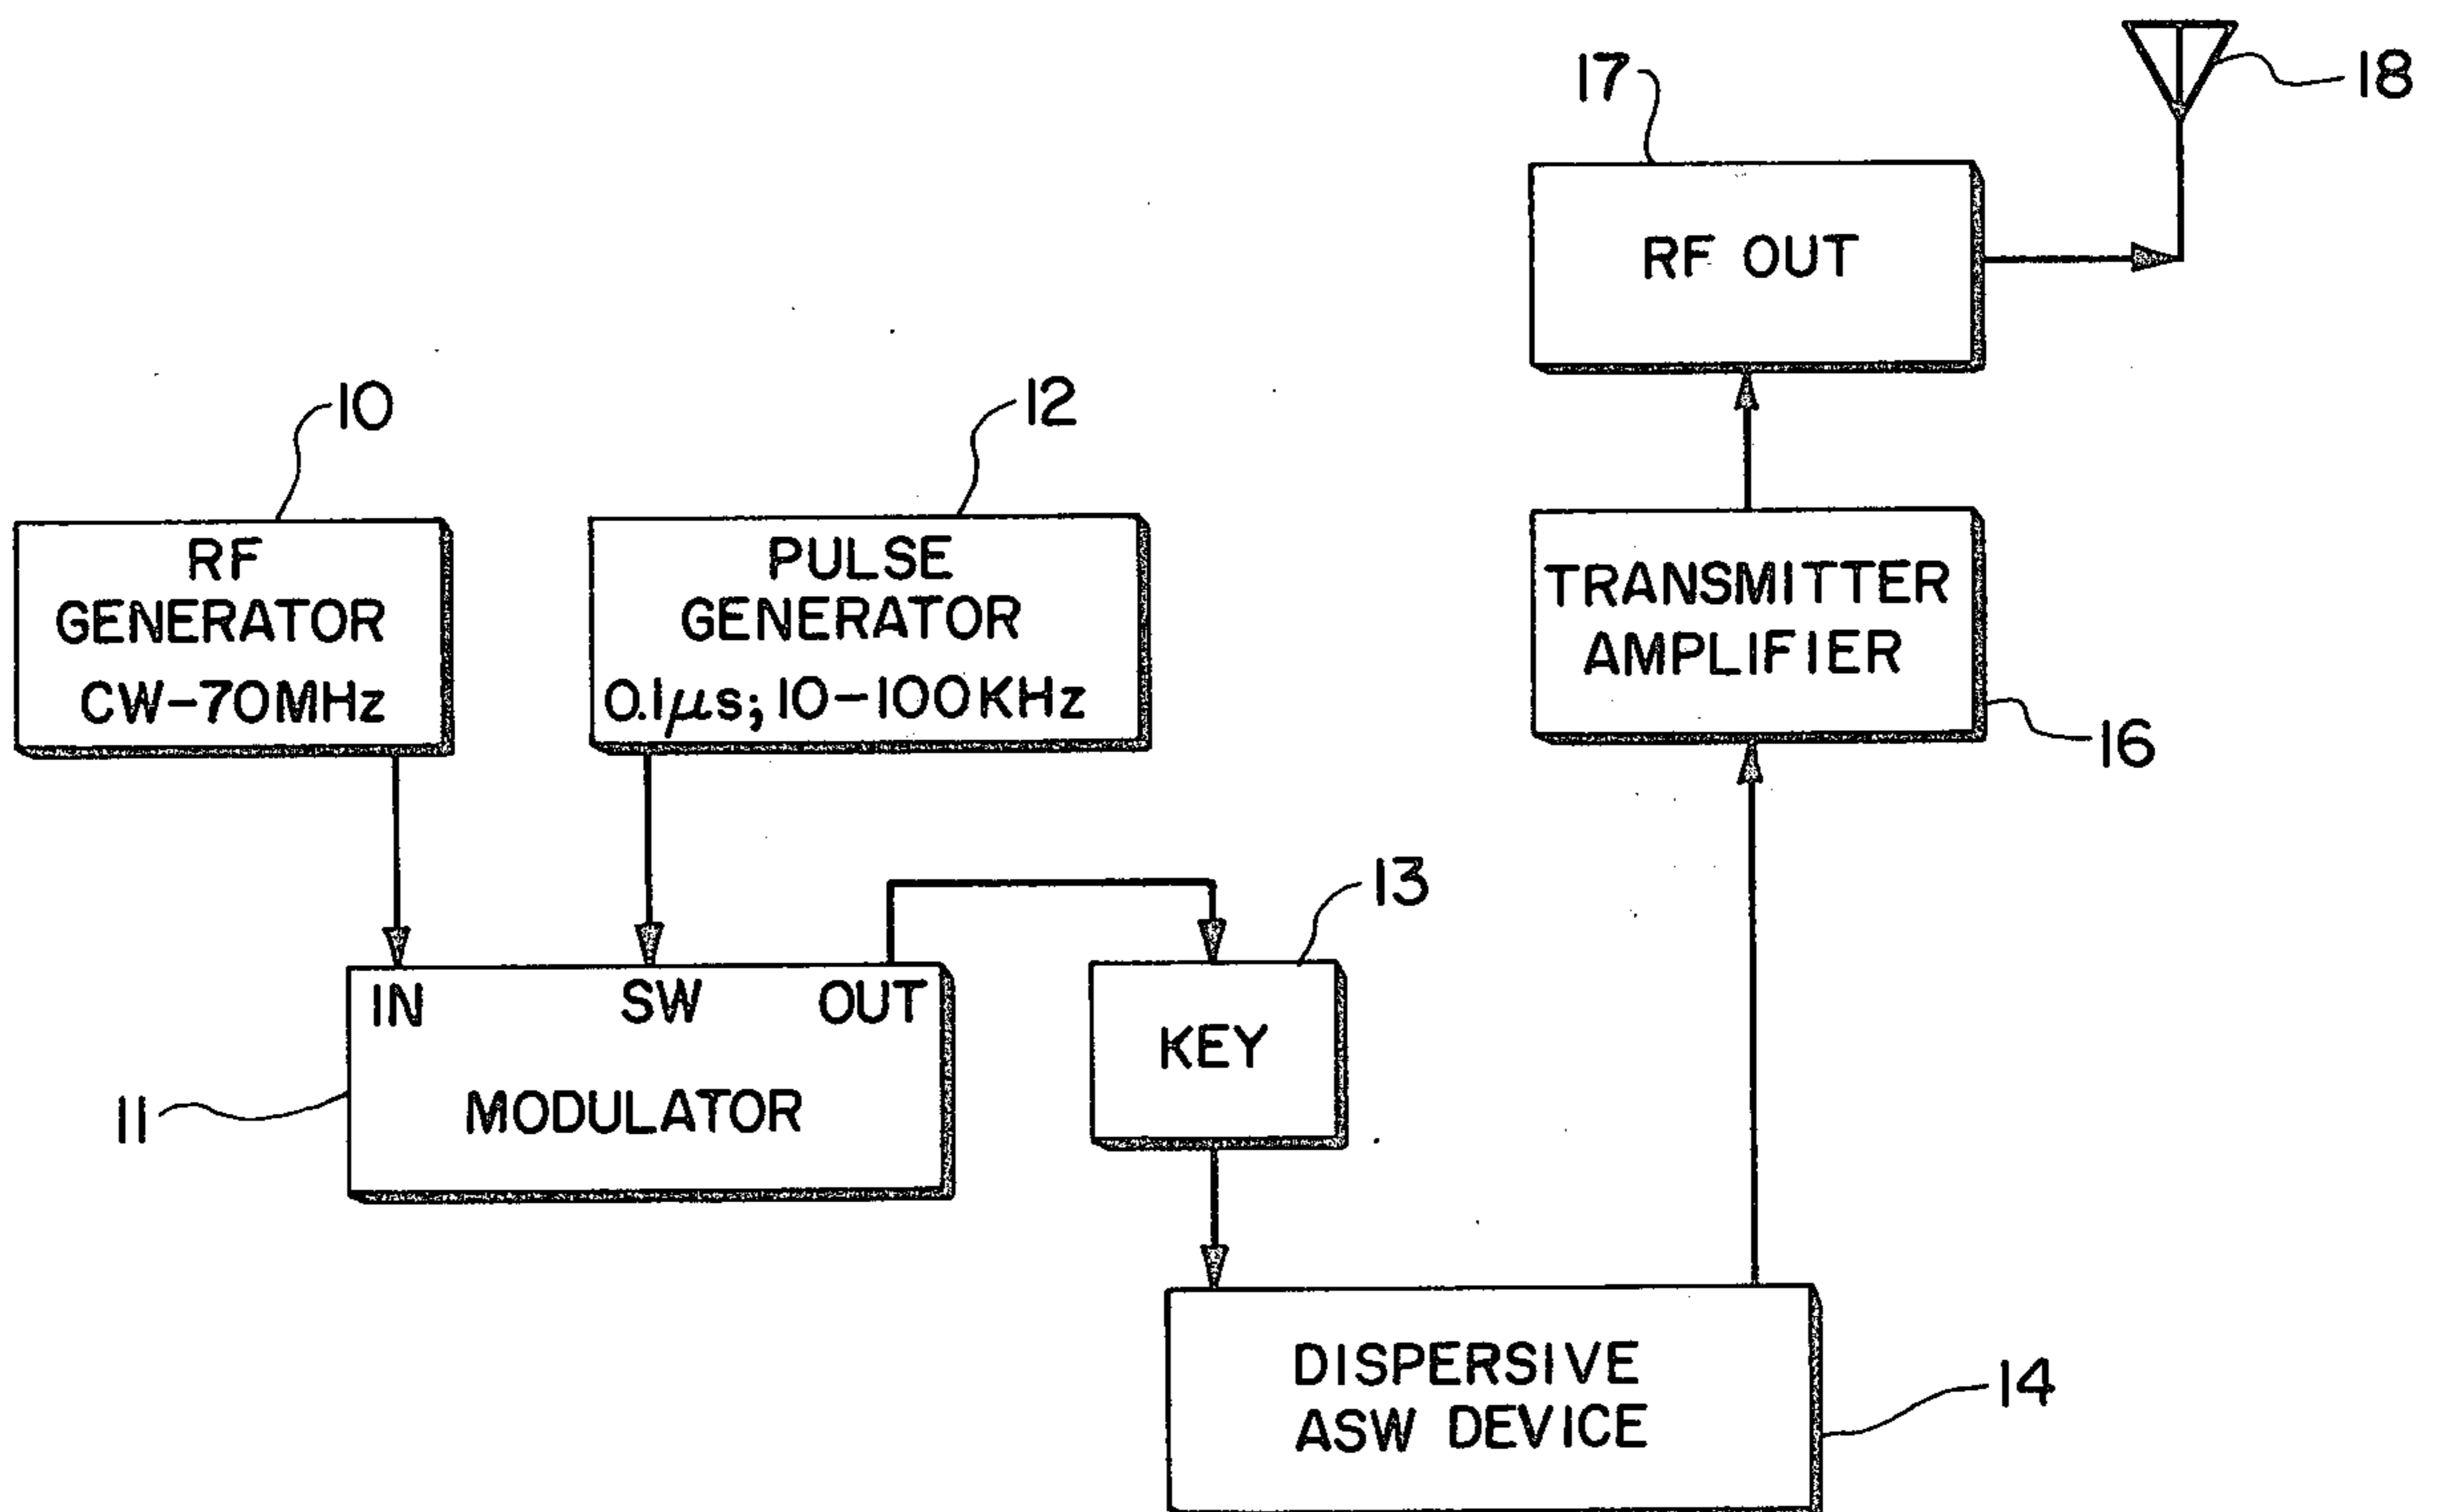 17
18
RF OUT
10
12
RF
GENERATOR
CW-70MHz
PULSE
GENERATOR
0.1μs; 10-100KHz
TRANSMITTER
AMPLIFIER
16
13
IN SW OUT
MODULATOR
11
KEY
DISPERSIVE
ASW DEVICE
14